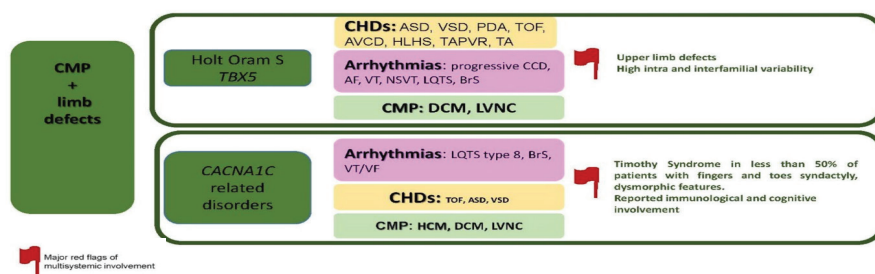 CMP
+
limb
defects
Holt Oram S
TBX5
CHDs: ASD, VSD, PDA, TOF,
AVCD, HLHS, TAPVR, TA
Arrhythmias: progressive CCD,
AF, VT, NSVT, LQTS, BrS
CMP: DCM, LVNC
Upper limb defects
High intra and interfamilial variability
CACNA1C
related
disorders
Arrhythmias: LQTS type 8, BrS,
VT/VF
CHDs: TOF, ASD, VSD
CMP: HCM, DCM, LVNC
Timothy Syndrome in less than 50% of
patients with fingers and toes syndactyly,
dysmorphic features.
Reported immunological and cognitive
involvement
Major red flags of
multisystemic involvement